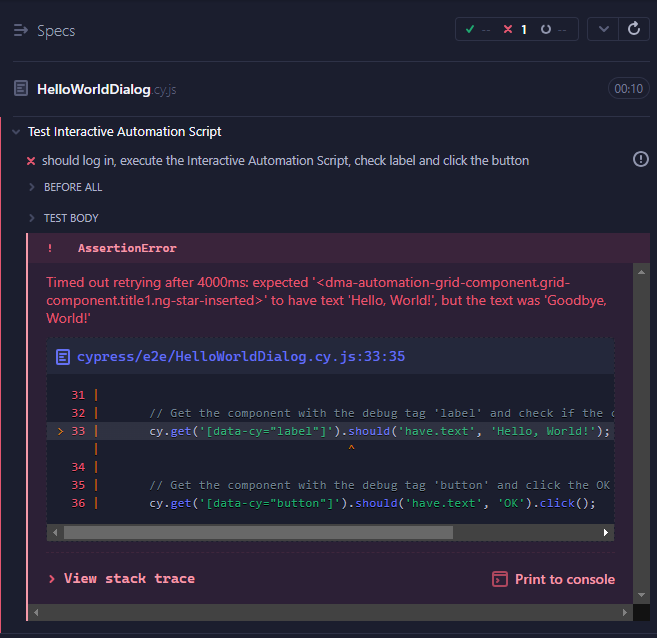 Specs
-- 1 --
HelloWorldDialog.cy.js 00:10
Test Interactive Automation Script
should log in, execute the Interactive Automation Script, check label and click the button
BEFORE ALL
TEST BODY
! AssertionError
Timed out retrying after 4000ms: expected '<dma-automation-grid-component.grid-
component.title1.ng-star-inserted>' to have text 'Hello, World!', but the text was 'Goodbye,
World!'
cypress/e2e/HelloWorldDialog.cy.js:33:35
31 |
32 | // Get the component with the debug tag 'label' and check if the c
> 33 | cy.get('[data-cy="label"]').should('have.text', 'Hello, World!');
| ^
34 |
35 | // Get the component with the debug tag 'button' and click the OK
36 | cy.get('[data-cy="button"]').should('have.text', 'OK').click();
> View stack trace
Print to console